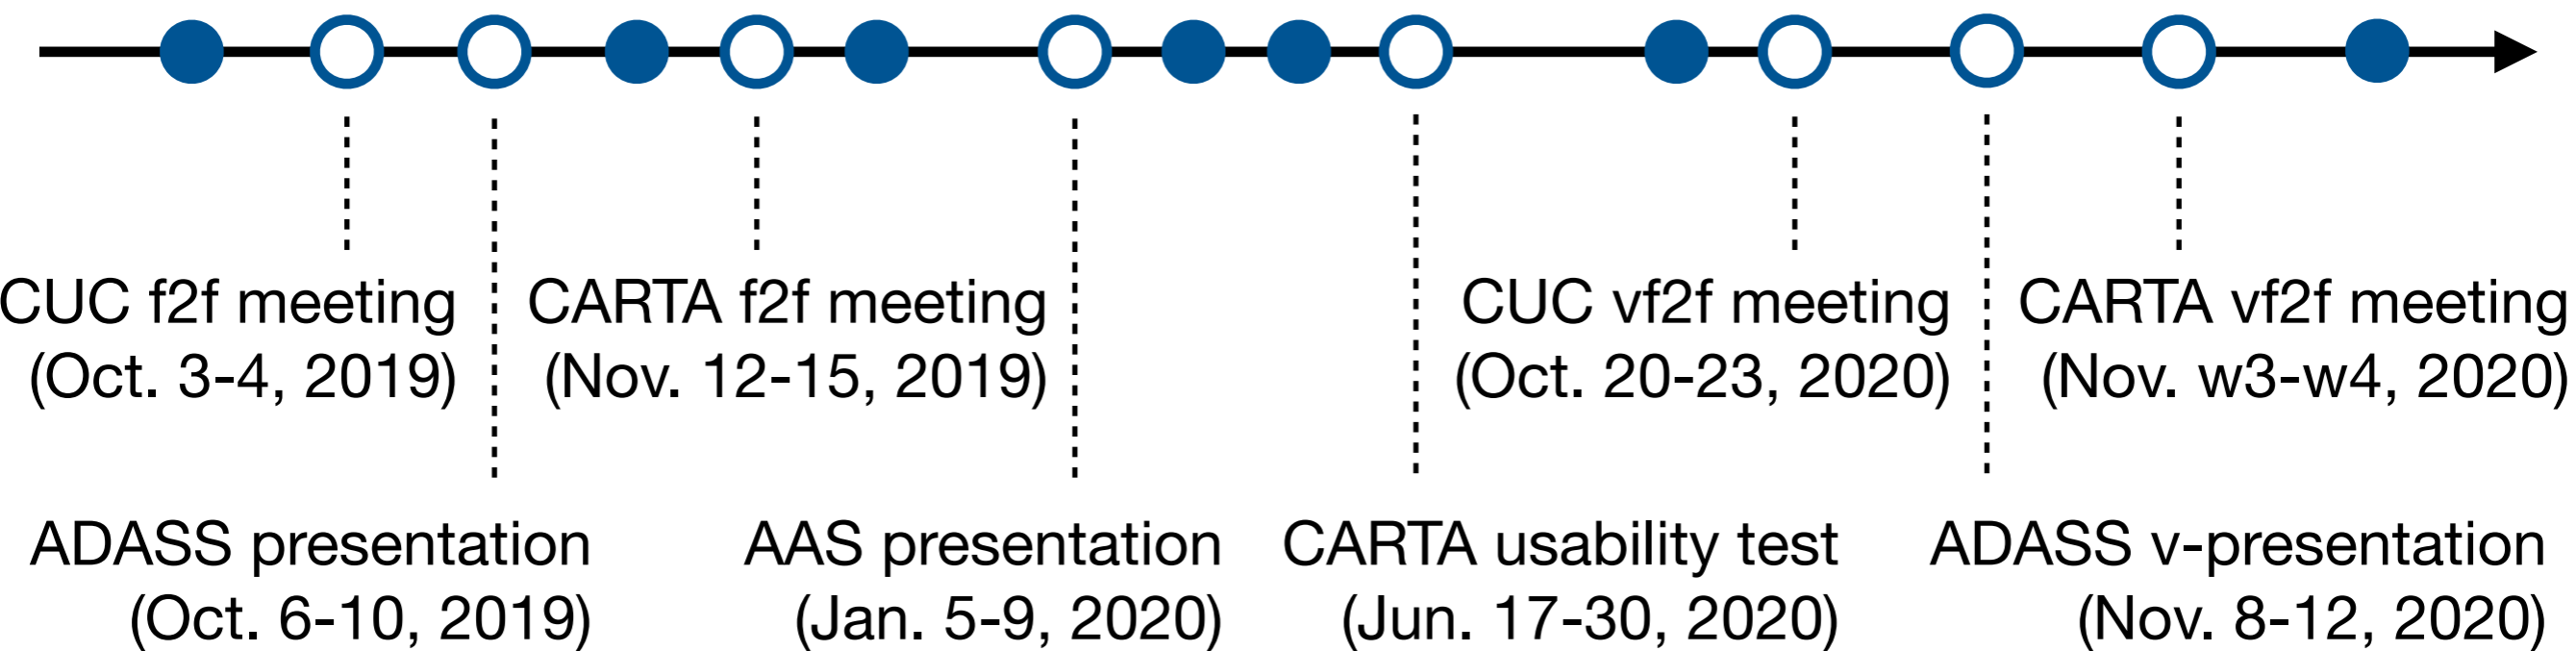 CUC f2f meeting
(Oct. 3-4, 2019)
CARTA f2f meeting
(Nov. 12-15, 2019)
CUC vf2f meeting
(Oct. 20-23, 2020)
CARTA vf2f meeting
(Nov. w3-w4, 2020)
ADASS presentation
(Oct. 6-10, 2019)
AAS presentation
(Jan. 5-9, 2020)
CARTA usability test
(Jun. 17-30, 2020)
ADASS v-presentation
(Nov. 8-12, 2020)